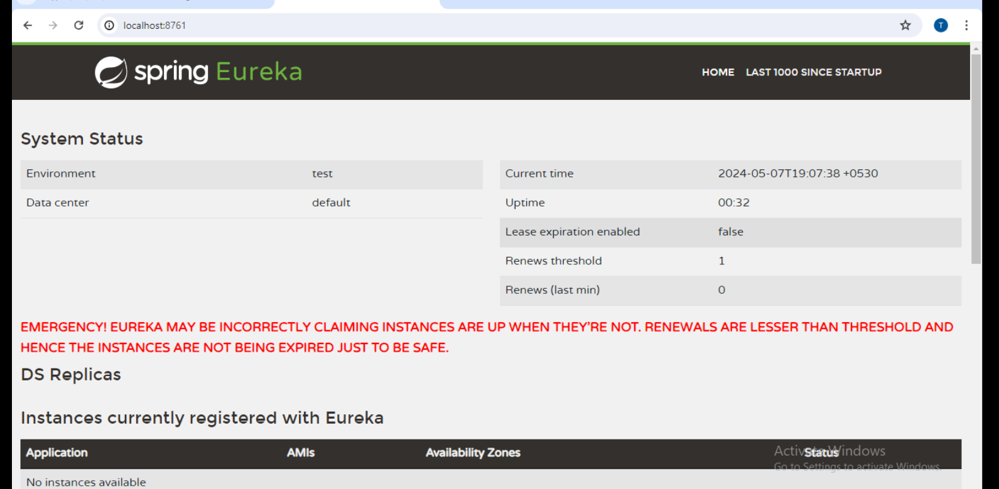 localhost:8761
T
spring Eureka
HOME LAST 1000 SINCE STARTUP
System Status
Environment test
Data center default
Current time 2024-05-07T19:07:38 +0530
Uptime 00:32
Lease expiration enabled false
Renews threshold 1
Renews (last min) 0
EMERGENCY! EUREKA MAY BE INCORRECTLY CLAIMING INSTANCES ARE UP WHEN THEY'RE NOT. RENEWALS ARE LESSER THAN THRESHOLD AND
HENCE THE INSTANCES ARE NOT BEING EXPIRED JUST TO BE SAFE.
DS Replicas
Instances currently registered with Eureka
Application AMIs Availability Zones Status
Activate Windows
Go to Settings to activate Windows.
No instances available